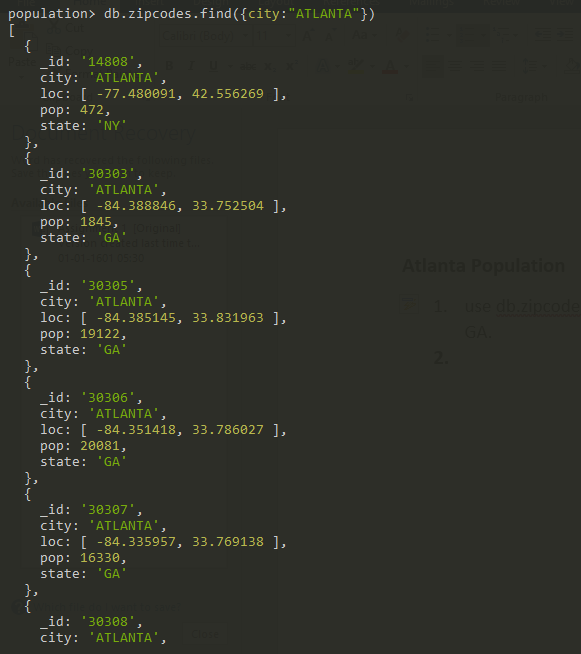 population> db.zipcodes.find({city:"ATLANTA"})
[
  {
    _id: '14808',
    city: 'ATLANTA',
    loc: [ -77.480091, 42.556269 ],
    pop: 472,
    state: 'NY'
  },
  {
    _id: '30303',
    city: 'ATLANTA',
    loc: [ -84.388846, 33.752504 ],
    pop: 1845,
    state: 'GA'
  },
  {
    _id: '30305',
    city: 'ATLANTA',
    loc: [ -84.385145, 33.831963 ],
    pop: 19122,
    state: 'GA'
  },
  {
    _id: '30306',
    city: 'ATLANTA',
    loc: [ -84.351418, 33.786027 ],
    pop: 20081,
    state: 'GA'
  },
  {
    _id: '30307',
    city: 'ATLANTA',
    loc: [ -84.335957, 33.769138 ],
    pop: 16330,
    state: 'GA'
  },
  {
    _id: '30308',
    city: 'ATLANTA',
Atlanta Population
1. use db.zipcode
GA.
2.